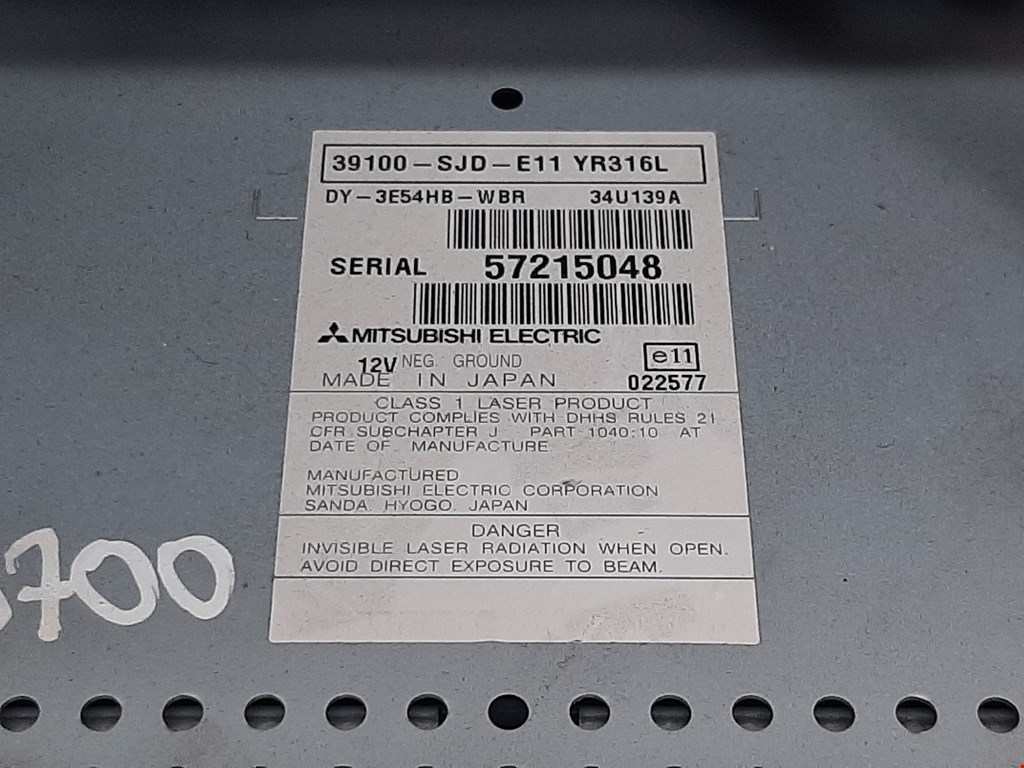 39100-SJD-E11 YR316L
DY-3E54HB-WBR 34U139A
SERIAL 57215048
MITSUBISHI ELECTRIC
12V NEG. GROUND e11
MADE IN JAPAN 022577
CLASS 1 LASER PRODUCT
PRODUCT COMPLIES WITH DHHS RULES 21
CFR SUBCHAPTER J PART 1040:10 AT
DATE OF MANUFACTURE.
MANUFACTURED
MITSUBISHI ELECTRIC CORPORATION
SANDA. HYOGO. JAPAN
DANGER
INVISIBLE LASER RADIATION WHEN OPEN.
AVOID DIRECT EXPOSURE TO BEAM.
700